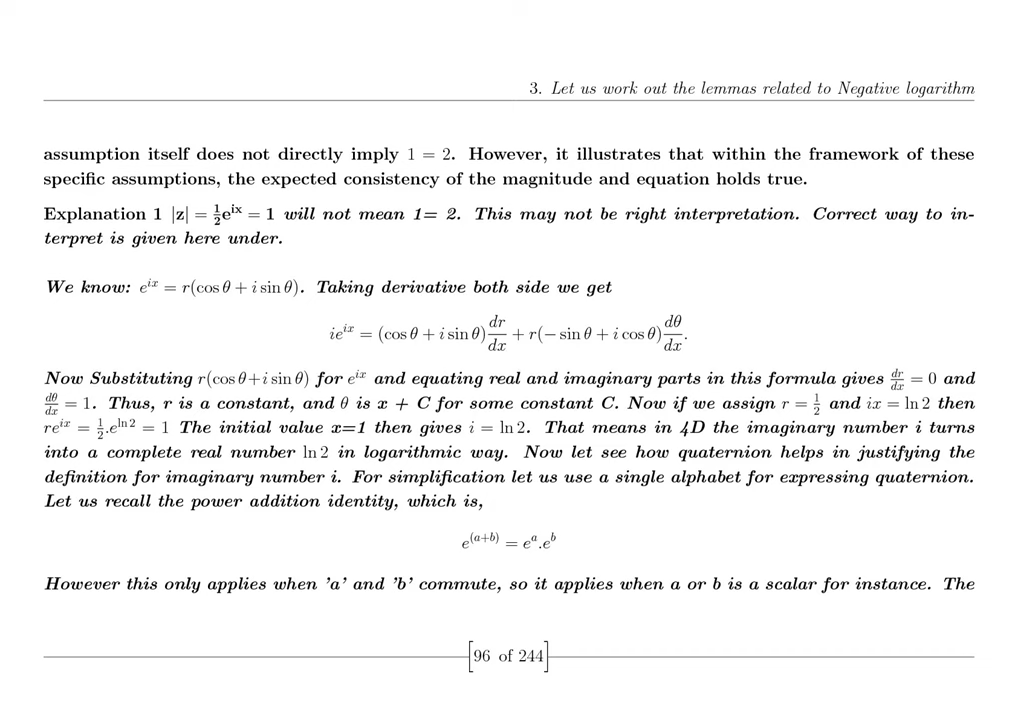 3. Let us work out the lemmas related to Negative logarithm
assumption itself does not directly imply 1 = 2. However, it illustrates that within the framework of these
specific assumptions, the expected consistency of the magnitude and equation holds true.
Explanation 1 |z| = \frac{1}{2}e^{ix} = 1 will not mean 1= 2. This may not be right interpretation. Correct way to in-
terpret is given here under.
We know: e^{ix} = r(cos θ + i sin θ). Taking derivative both side we get
ie^{ix} = (cos θ + i sin θ)\frac{dr}{dx} + r(− sin θ + i cos θ)\frac{dθ}{dx}.
Now Substituting r(cos θ+i sin θ) for e^{ix} and equating real and imaginary parts in this formula gives \frac{dr}{dx} = 0 and
\frac{dθ}{dx} = 1. Thus, r is a constant, and θ is x + C for some constant C. Now if we assign r = \frac{1}{2} and ix = ln 2 then
re^{ix} = \frac{1}{2}.e^{ln 2} = 1 The initial value x=1 then gives i = ln 2. That means in 4D the imaginary number i turns
into a complete real number ln 2 in logarithmic way. Now let see how quaternion helps in justifying the
definition for imaginary number i. For simplification let us use a single alphabet for expressing quaternion.
Let us recall the power addition identity, which is,
e^{(a+b)} = e^a.e^b
However this only applies when 'a' and 'b' commute, so it applies when a or b is a scalar for instance. The
[96 of 244]